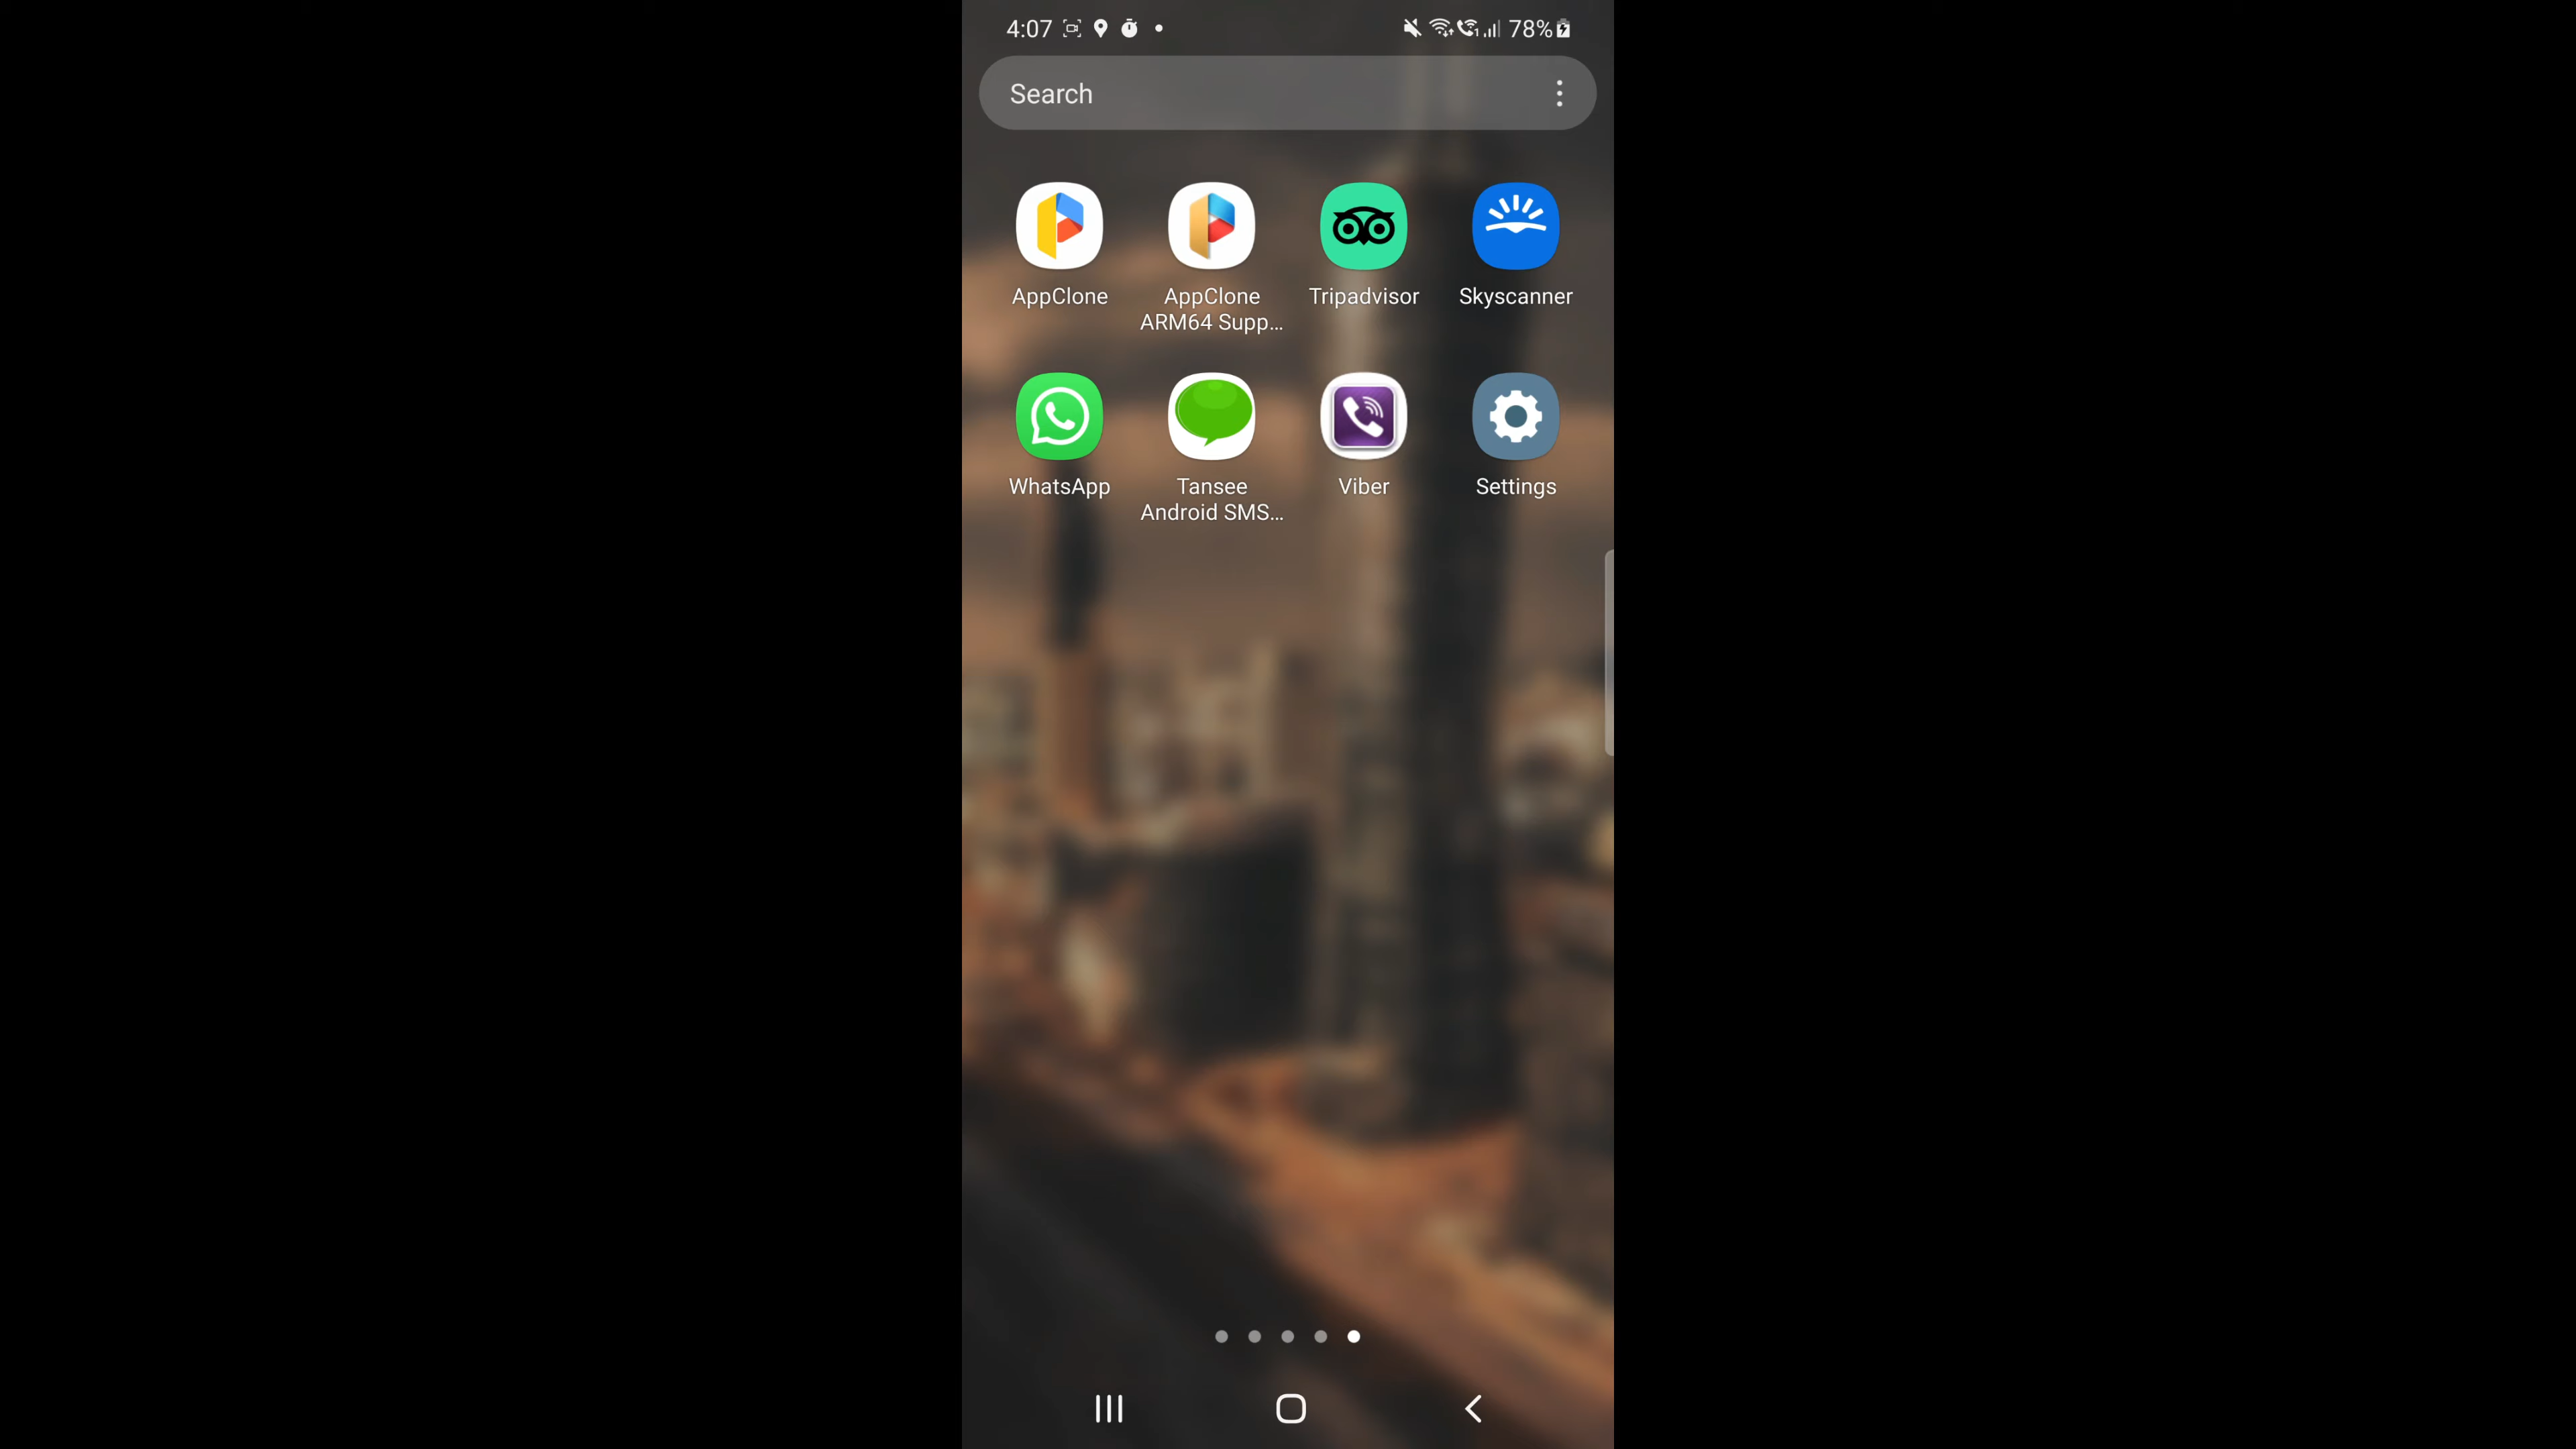 4:07
78%
Search
AppClone
AppClone
ARM64 Supp...
Tripadvisor
Skyscanner
WhatsApp
Tansee
Android SMS...
Viber
Settings